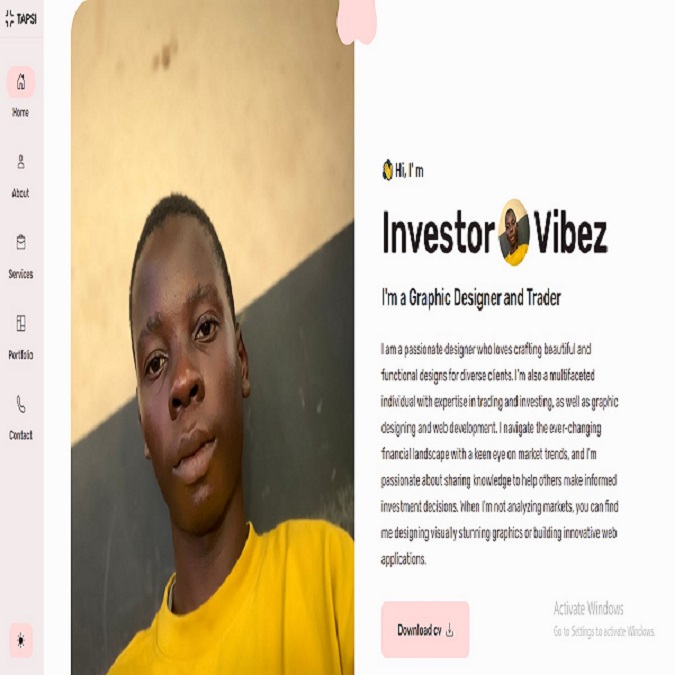 TAPSI
Home
About
Services
Portfolio
Contact
Hi, I'm
Investor Vibez
I'm a Graphic Designer and Trader
I am a passionate designer who loves crafting beautiful and
functional designs for diverse clients. I'm also a multifaceted
individual with expertise in trading and investing, as well as graphic
designing and web development. I navigate the ever-changing
financial landscape with a keen eye on market trends, and I'm
passionate about sharing knowledge to help others make informed
investment decisions. When I'm not analyzing markets, you can find
me designing visually stunning graphics or building innovative web
applications.
Download cv
Activate Windows
Go to Settings to activate Windows.